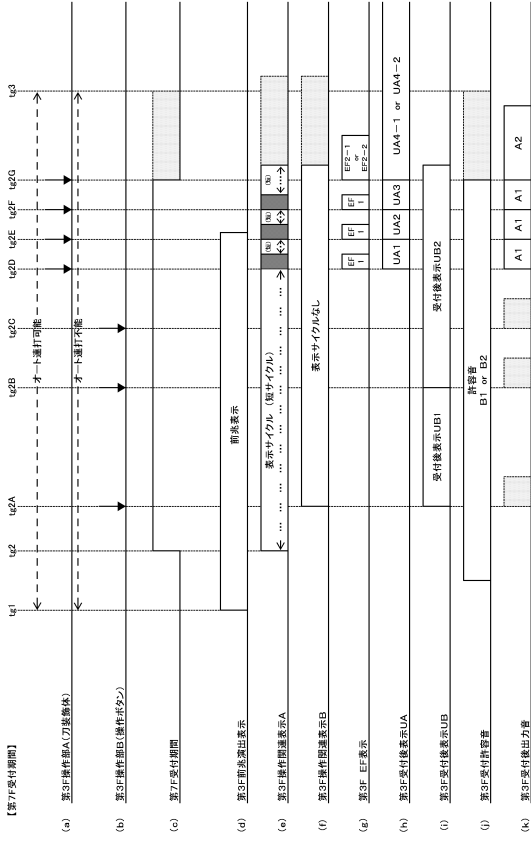 【第7F受付期間】
tg1 tg2 tg2A tg2B tg2C tg2D tg2E tg2F tg2G tg3
オート連打可能
オート連打不能
(a) 第3F操作部A(刀装飾体)
(b) 第3F操作部B(操作ボタン)
(c) 第7F受付期間
(d) 第3F前兆演出表示
前兆表示
(e) 第3F操作関連表示A
表示サイクル (短サイクル)
(短) (短) (短)
(f) 第3F操作関連表示B
表示サイクルなし
(g) 第3F EF表示
EF1 EF1 EF1 EF2-1 or EF2-2
(h) 第3F受付後表示UA
UA1 UA2 UA3 UA4-1 or UA4-2
(i) 第3F受付後表示UB
受付後表示UB1 受付後表示UB2
(j) 第3F受付許容音
許容音
B1 or B2
(k) 第3F受付後出力音
A1 A1 A1 A2